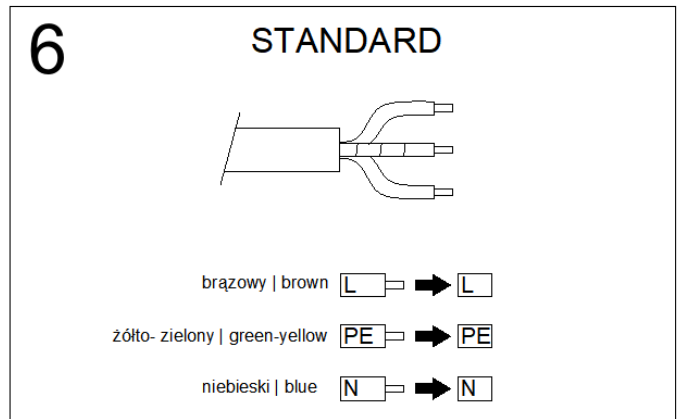 6
STANDARD
brązowy | brown L L
żółto- zielony | green-yellow PE PE
niebieski | blue N N